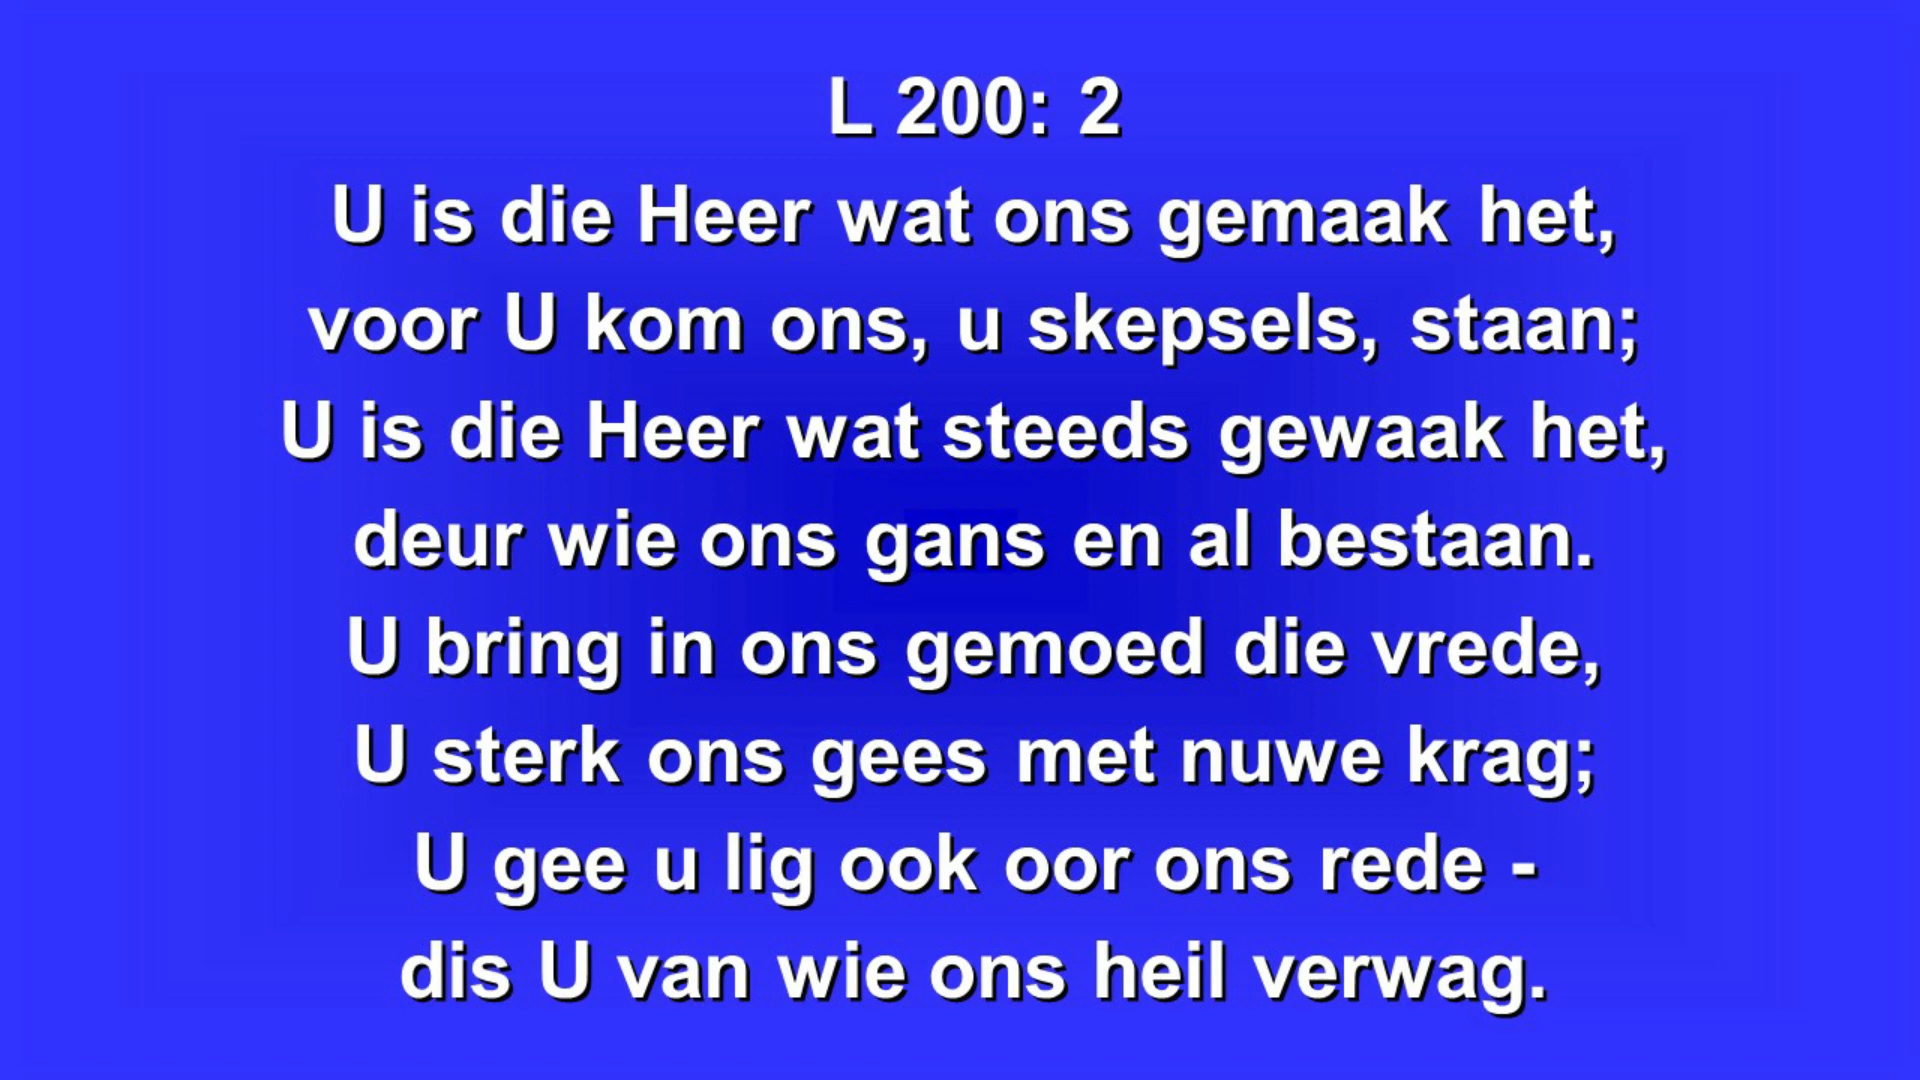 L 200: 2
U is die Heer wat ons gemaak het,
voor U kom ons, u skepsels, staan;
U is die Heer wat steeds gewaak het,
deur wie ons gans en al bestaan.
U bring in ons gemoed die vrede,
U sterk ons gees met nuwe krag;
U gee u lig ook oor ons rede -
dis U van wie ons heil verwag.